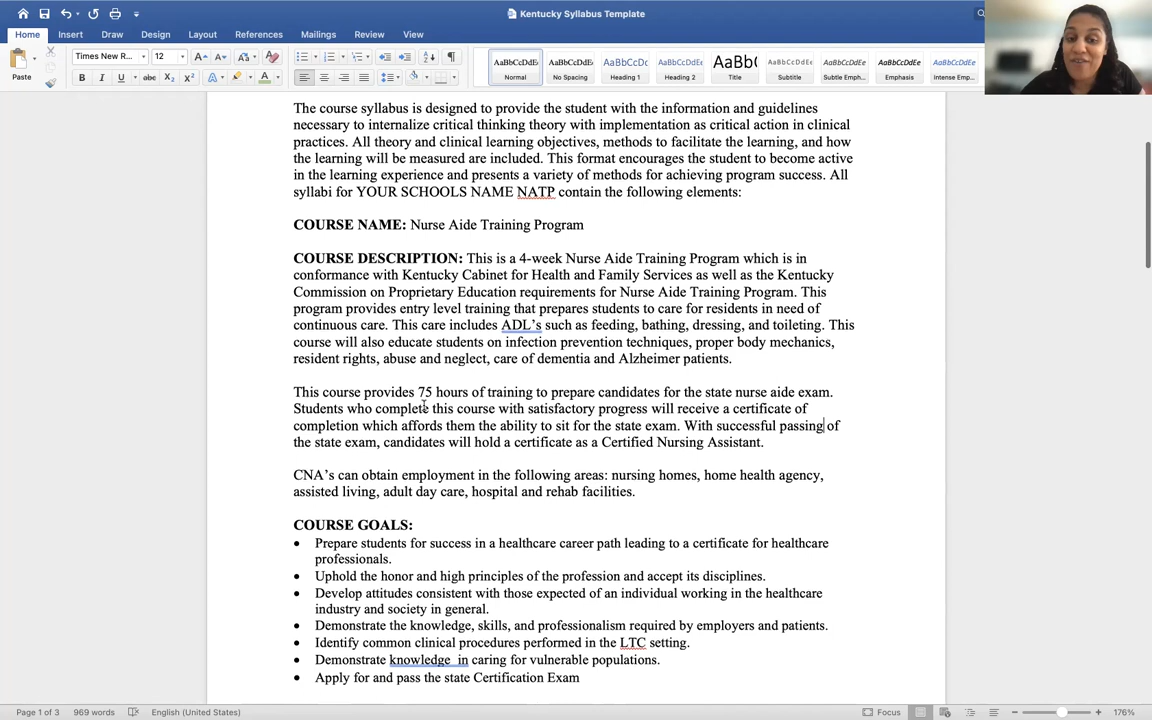 Kentucky Syllabus Template
Home Insert Draw Design Layout References Mailings Review View
Paste
Times New R... 12
AaBbCcDdEe Normal
AaBbCcDdEe No Spacing
AaBbCcDd Heading 1
AaBbCcDdE Heading 2
AaBb( Title
AaBbCcDdE Subtitle
AaBbCcDdEe Subtle Emph...
AaBbCcDdEe Emphasis
AaBbCcDdEe Intense Emp...
The course syllabus is designed to provide the student with the information and guidelines
necessary to internalize critical thinking theory with implementation as critical action in clinical
practices. All theory and clinical learning objectives, methods to facilitate the learning, and how
the learning will be measured are included. This format encourages the student to become active
in the learning experience and presents a variety of methods for achieving program success. All
syllabi for YOUR SCHOOLS NAME NATP contain the following elements:
COURSE NAME: Nurse Aide Training Program
COURSE DESCRIPTION: This is a 4-week Nurse Aide Training Program which is in
conformance with Kentucky Cabinet for Health and Family Services as well as the Kentucky
Commission on Proprietary Education requirements for Nurse Aide Training Program. This
program provides entry level training that prepares students to care for residents in need of
continuous care. This care includes ADL’s such as feeding, bathing, dressing, and toileting. This
course will also educate students on infection prevention techniques, proper body mechanics,
resident rights, abuse and neglect, care of dementia and Alzheimer patients.
This course provides 75 hours of training to prepare candidates for the state nurse aide exam.
Students who complete this course with satisfactory progress will receive a certificate of
completion which affords them the ability to sit for the state exam. With successful passing of
the state exam, candidates will hold a certificate as a Certified Nursing Assistant.
CNA’s can obtain employment in the following areas: nursing homes, home health agency,
assisted living, adult day care, hospital and rehab facilities.
COURSE GOALS:
• Prepare students for success in a healthcare career path leading to a certificate for healthcare
professionals.
• Uphold the honor and high principles of the profession and accept its disciplines.
• Develop attitudes consistent with those expected of an individual working in the healthcare
industry and society in general.
• Demonstrate the knowledge, skills, and professionalism required by employers and patients.
• Identify common clinical procedures performed in the LTC setting.
• Demonstrate knowledge  in caring for vulnerable populations.
• Apply for and pass the state Certification Exam
Page 1 of 3 969 words English (United States) Focus 176%